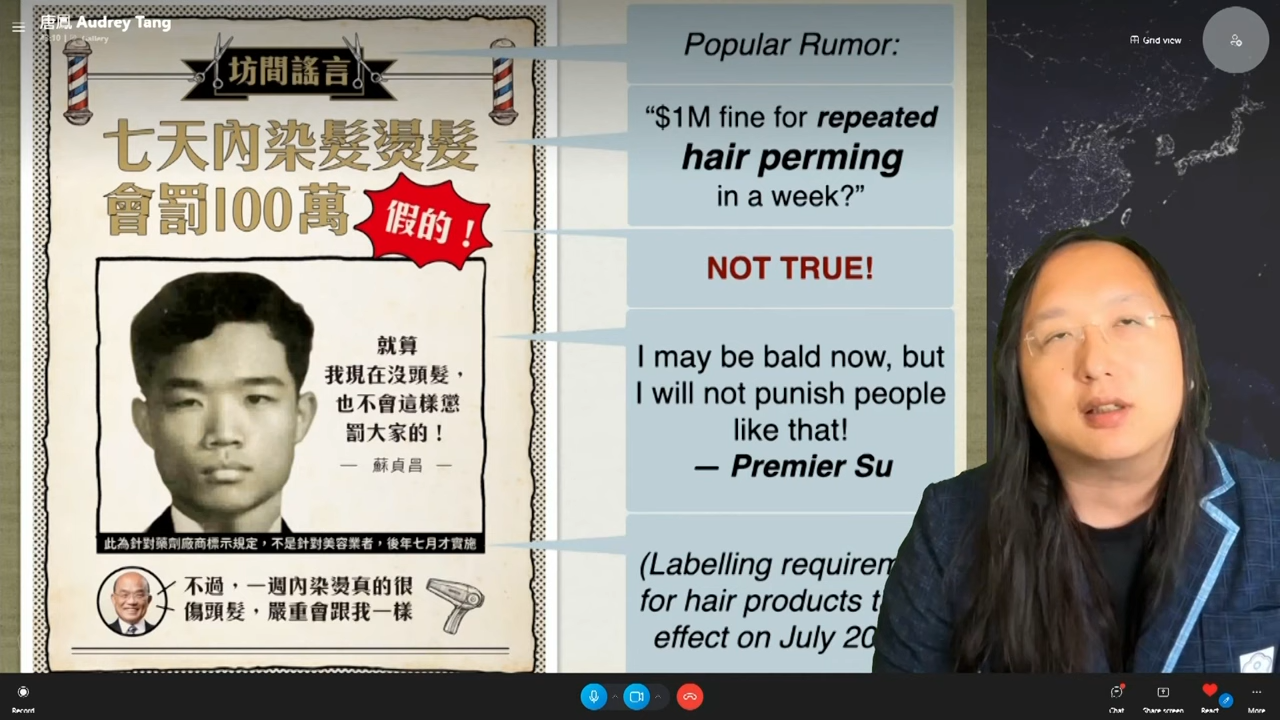 唐鳳 Audrey Tang
Grid view
坊間謠言
七天內染髮燙髮
會罰100萬
假的！
就算
我現在沒頭髮，
也不會這樣懲
罰大家的！
— 蘇貞昌 —
此為針對藥劑廠商標示規定，不是針對美容業者，後年七月才實施
不過，一週內染燙真的很
傷頭髮，嚴重會跟我一樣
Popular Rumor:
“$1M fine for repeated
hair perming
in a week?”
NOT TRUE!
I may be bald now, but
I will not punish people
like that!
— Premier Su
(Labelling requirem
for hair products t
effect on July 20
Record
Chat
Share screen
React
More